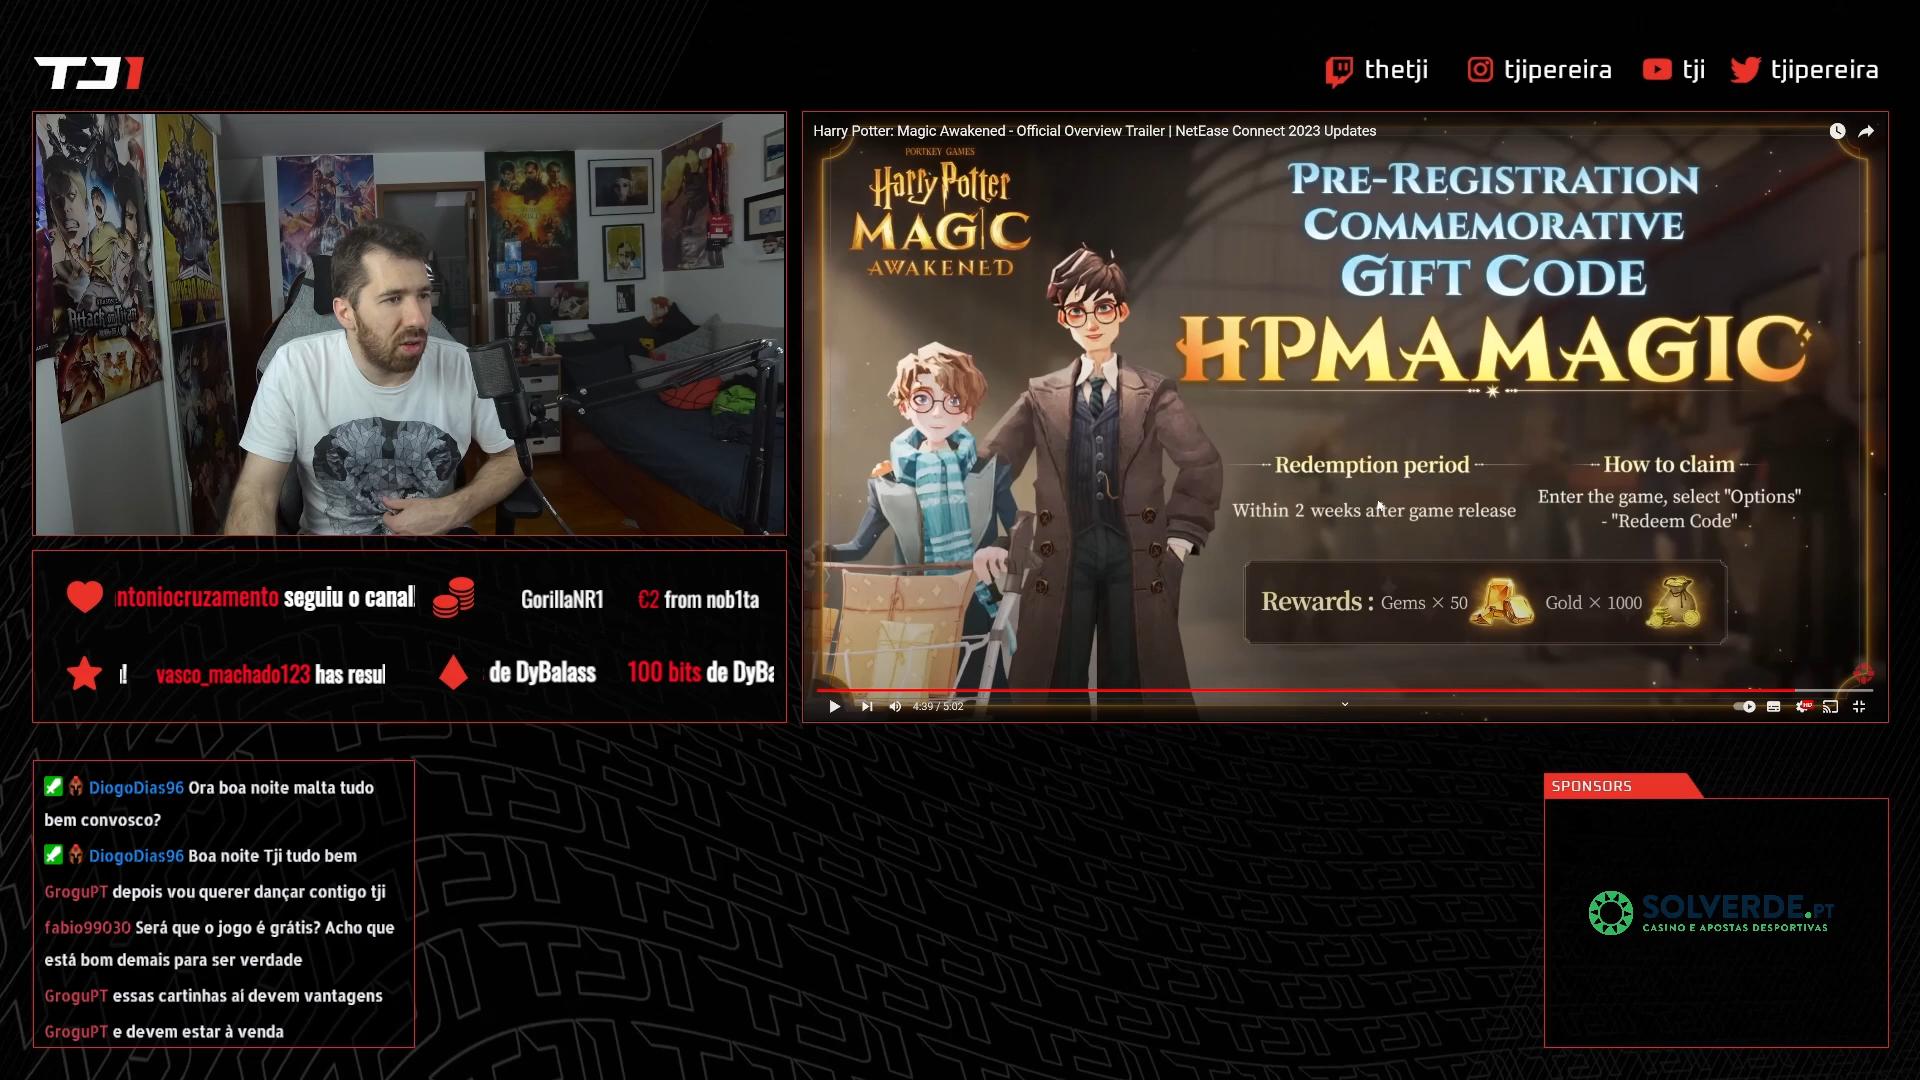 TJ1
thetji
tjipereira
tji
tjipereira
Attack on Titan
Harry Potter: Magic Awakened - Official Overview Trailer | NetEase Connect 2023 Updates
PORTKEY GAMES
Harry Potter
MAGIC
AWAKENED
PRE-REGISTRATION
COMMEMORATIVE
GIFT CODE
HPMAMAGIC
Redemption period
Within 2 weeks after game release
How to claim
Enter the game, select "Options"
- "Redeem Code"
Rewards : Gems × 50
Gold × 1000
4:39 / 5:02
HD
ntoniocruzamento seguiu o canal!
GorillaNR1
€2 from nob1ta
! vasco_machado123 has resu
de DyBalass
100 bits de DyBa
DiogoDias96 Ora boa noite malta tudo
bem convosco?
DiogoDias96 Boa noite Tji tudo bem
GroguPT depois vou querer dançar contigo tji
fabio99030 Será que o jogo é grátis? Acho que
está bom demais para ser verdade
GroguPT essas cartinhas aí devem vantagens
GroguPT e devem estar à venda
SPONSORS
SOLVERDE.PT
CASINO E APOSTAS DESPORTIVAS